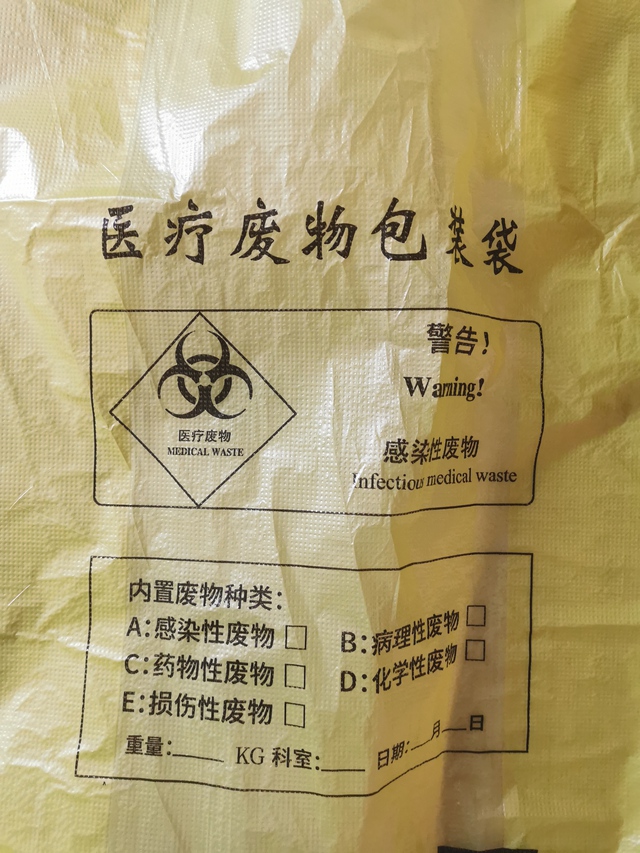 医疗废物包装袋
医疗废物
MEDICAL WASTE
警告!
Warning!
感染性废物
Infectious medical waste
内置废物种类:
A:感染性废物 □ B:病理性废物 □
C:药物性废物 □ D:化学性废物 □
E:损伤性废物 □
重量:____ KG 科室:____ 日期:__月__日